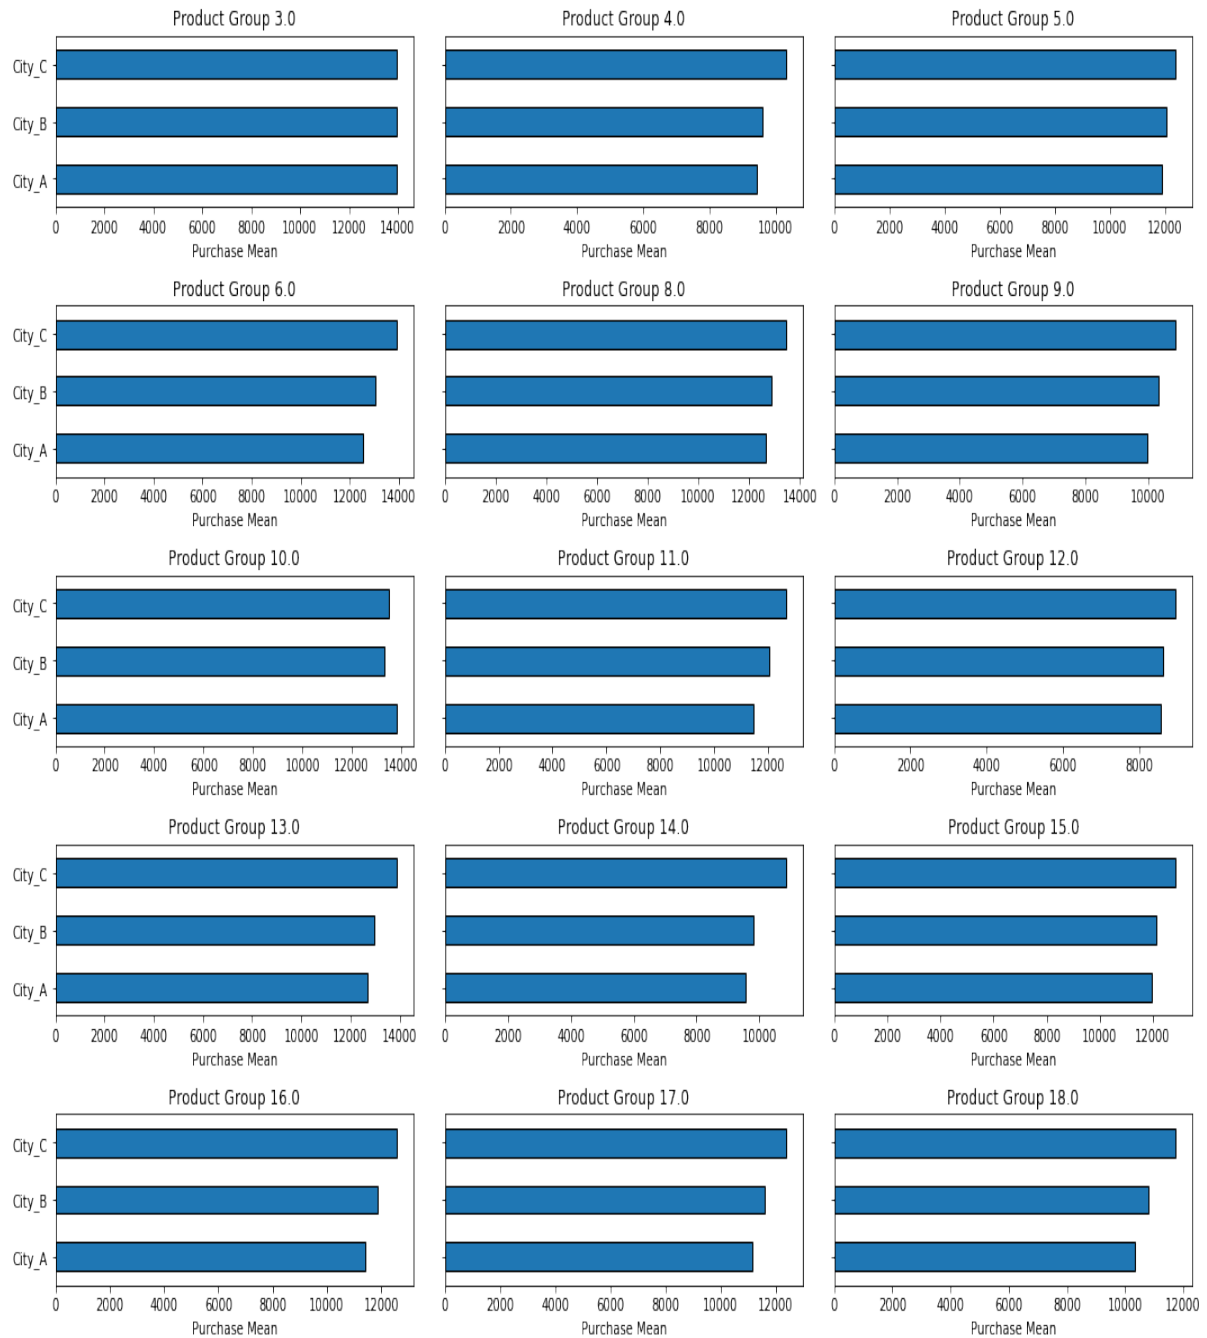 Product Group 3.0 Product Group 4.0 Product Group 5.0
City_C
City_B
City_A
0 2000 4000 6000 8000 10000 12000 14000 0 2000 4000 6000 8000 10000 0 2000 4000 6000 8000 10000 12000
Purchase Mean Purchase Mean Purchase Mean
Product Group 6.0 Product Group 8.0 Product Group 9.0
City_C
City_B
City_A
0 2000 4000 6000 8000 10000 12000 14000 0 2000 4000 6000 8000 10000 12000 14000 0 2000 4000 6000 8000 10000
Purchase Mean Purchase Mean Purchase Mean
Product Group 10.0 Product Group 11.0 Product Group 12.0
City_C
City_B
City_A
0 2000 4000 6000 8000 10000 12000 14000 0 2000 4000 6000 8000 10000 12000 0 2000 4000 6000 8000
Purchase Mean Purchase Mean Purchase Mean
Product Group 13.0 Product Group 14.0 Product Group 15.0
City_C
City_B
City_A
0 2000 4000 6000 8000 10000 12000 14000 0 2000 4000 6000 8000 10000 0 2000 4000 6000 8000 10000 12000
Purchase Mean Purchase Mean Purchase Mean
Product Group 16.0 Product Group 17.0 Product Group 18.0
City_C
City_B
City_A
0 2000 4000 6000 8000 10000 12000 0 2000 4000 6000 8000 10000 12000 0 2000 4000 6000 8000 10000 12000
Purchase Mean Purchase Mean Purchase Mean